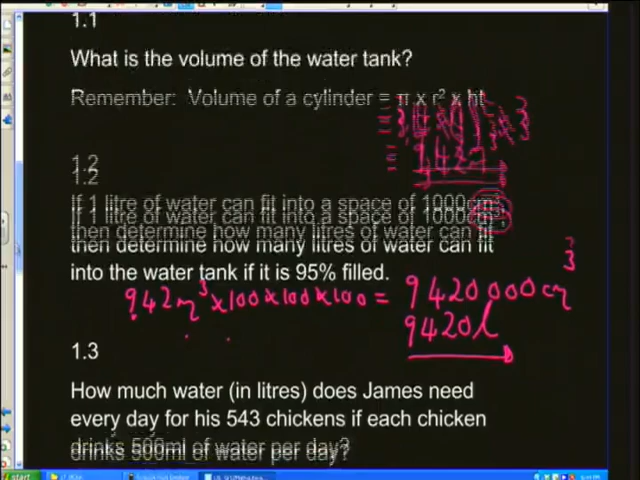 1.1
What is the volume of the water tank?
Remember: Volume of a cylinder = π x r² x ht
1.2
If 1 litre of water can fit into a space of 1000cm³,
then determine how many litres of water can fit
into the water tank if it is 95% filled.
942m³ x100x100x100 = 9420000cm³
9420l
1.3
How much water (in litres) does James need
every day for his 543 chickens if each chicken
drinks 500ml of water per day?
start